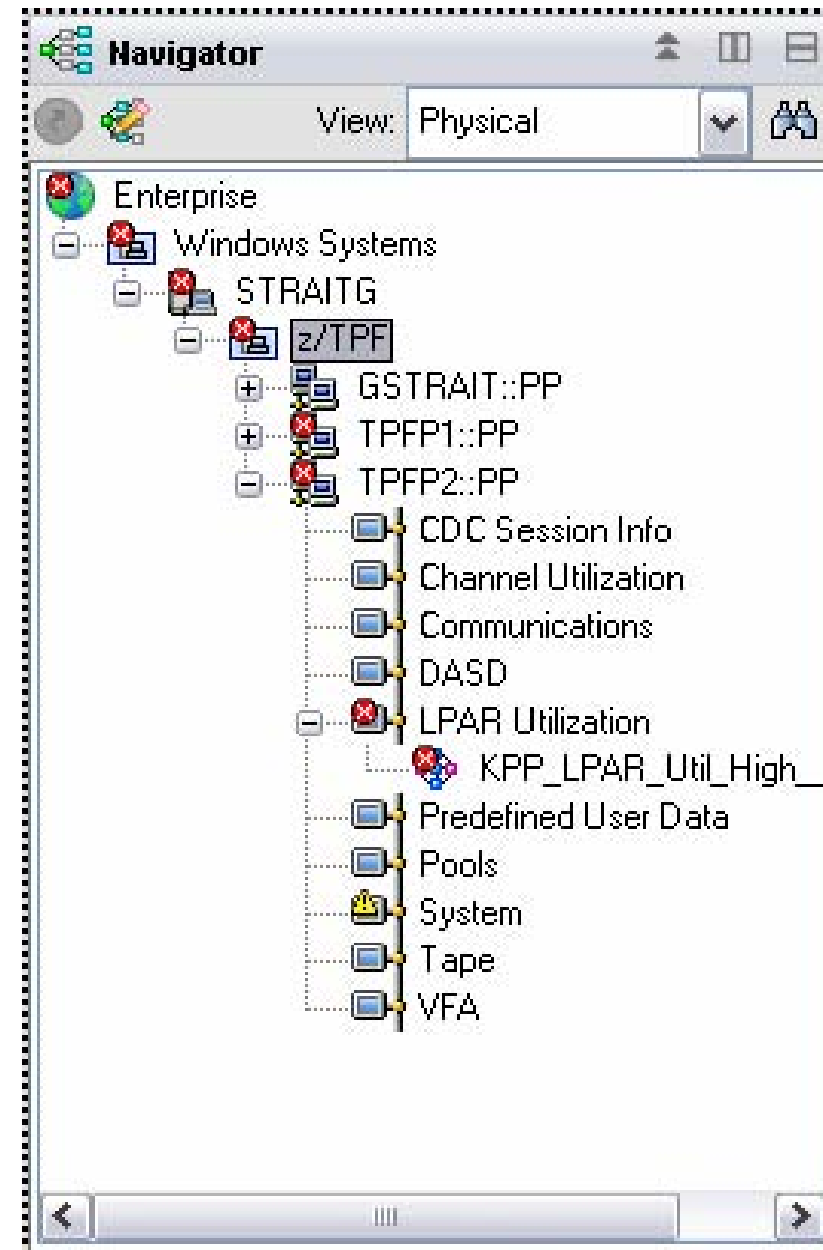 Navigator
View: Physical
Enterprise
Windows Systems
STRAITG
z/TPF
GSTRAIT::PP
TPFP1::PP
TPFP2::PP
CDC Session Info
Channel Utilization
Communications
DASD
LPAR Utilization
KPP_LPAR_Util_High__
Predefined User Data
Pools
System
Tape
VFA